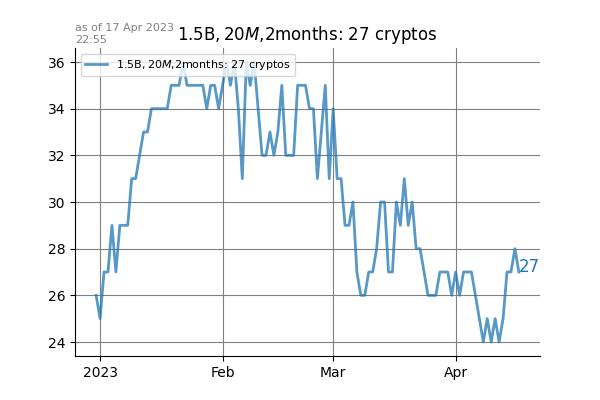 as of 17 Apr 2023
22:55
1.5B, 20M,2months: 27 cryptos
1.5B, 20M,2months: 27 cryptos
36
34
32
30
28
26
24
27
2023
Feb
Mar
Apr